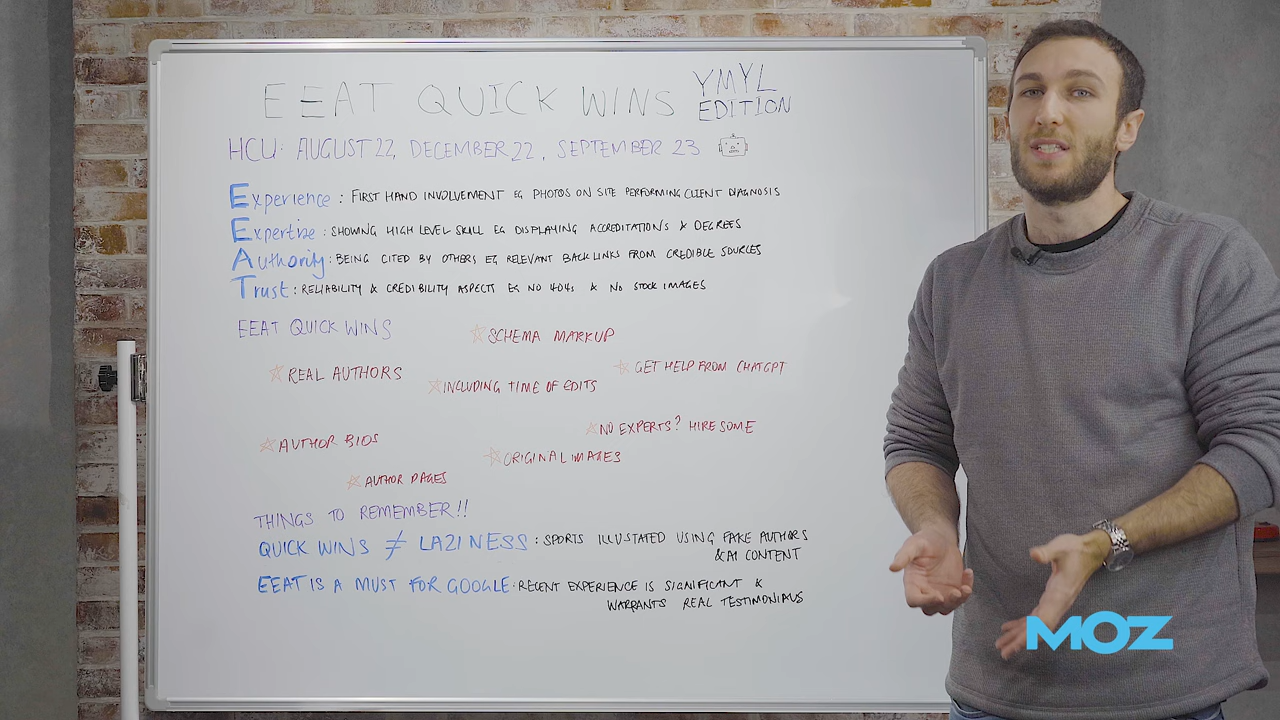 EEAT QUICK WINS YMYL EDITION
HCU: AUGUST 22, DECEMBER 22, SEPTEMBER 23
Experience: FIRST HAND INVOLVEMENT EG PHOTOS ON SITE PERFORMING CLIENT DIAGNOSIS
Expertise: SHOWNG HIGH LEVEL SKILL EG DISPLAYING ACCREDITATIONS & DEGREES
Authority: BEING CITED BY OTHERS EG RELEVANT BACKLINKS FROM CREDIBLE SOURCES
Trust: RELIABILITY & CREDIBILITY ASPECTS EG NO 404s & NO STOCK IMAGES
EEAT QUICK WINS
SCHEMA MARKUP
REAL AUTHORS
INCLUDING TIME OF EDITS
GET HELP FROM CHATGPT
AUTHOR BIOS
NO EXPERTS? HIRE SOME
ORIGINAL IMAGES
AUTHOR PAGES
THINGS TO REMEMBER!!
QUICK WINS ≠ LAZINESS: SPORTS ILLUSTATED USING FAKE AUTHORS
& AI CONTENT
EEAT IS A MUST FOR GOOGLE: RECENT EXPERIENCE IS SIGNIFICANT &
WARRANTS REAL TESTIMONIALS
MOZ